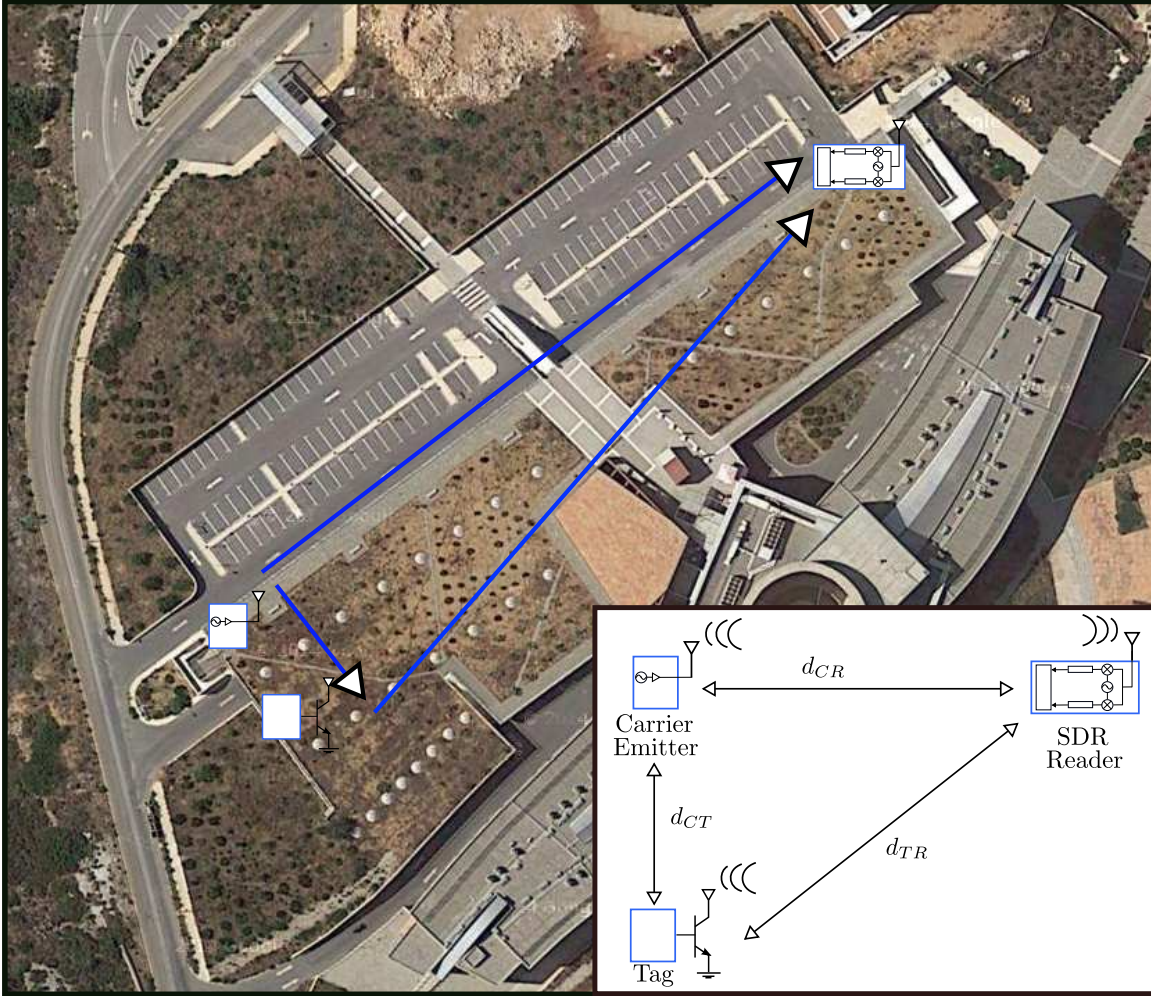 d_{CR}
Carrier
Emitter
SDR
Reader
d_{CT}
d_{TR}
Tag